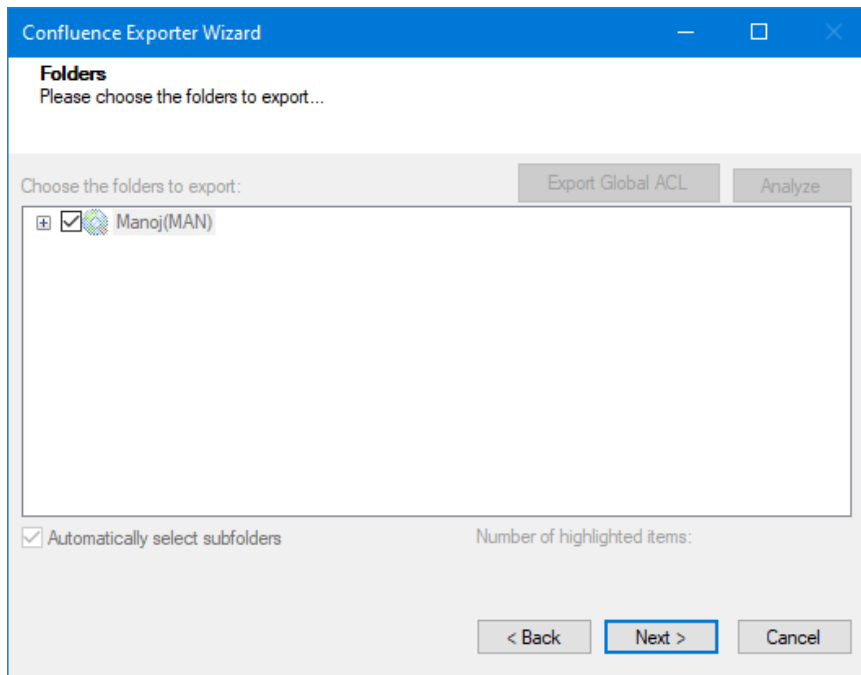 Confluence Exporter Wizard
Folders
Please choose the folders to export...
Choose the folders to export:
Export Global ACL
Analyze
Manoj(MAN)
Automatically select subfolders
Number of highlighted items:
< Back
Next >
Cancel